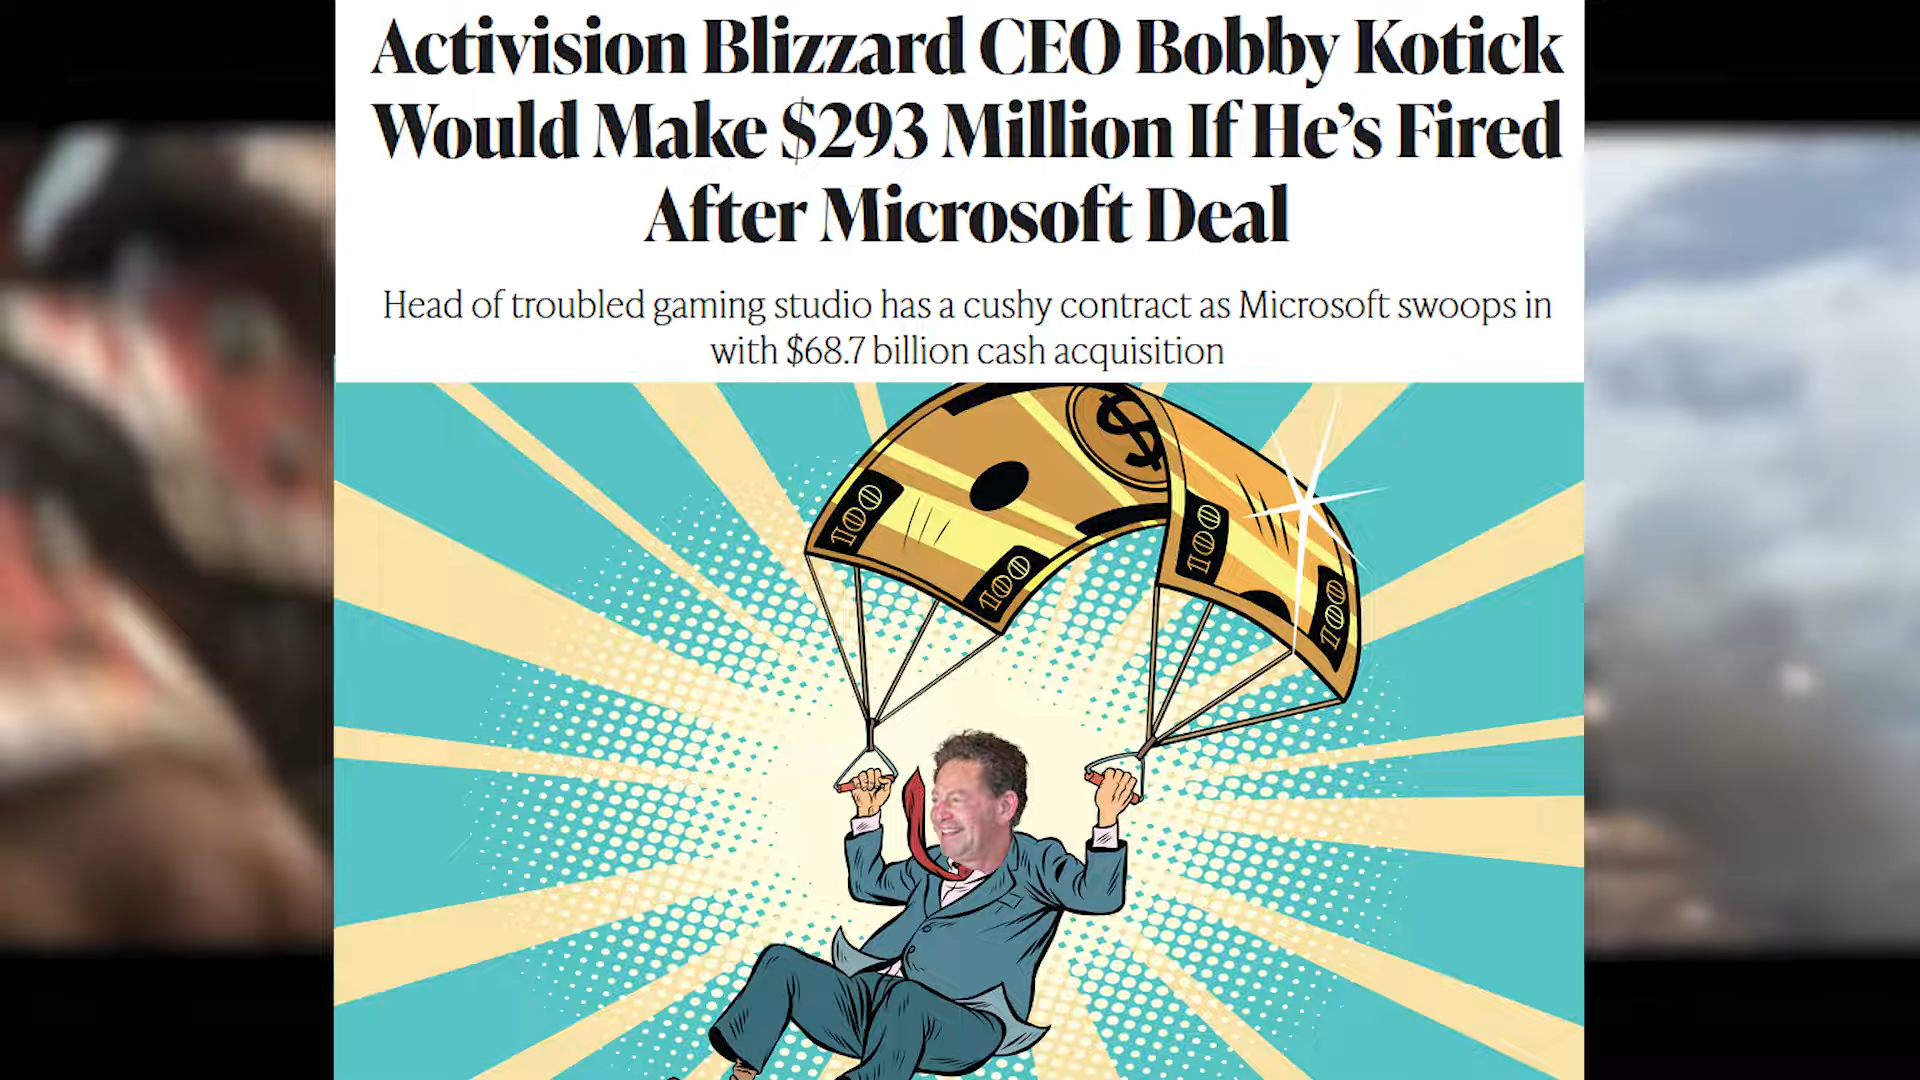 Activision Blizzard CEO Bobby Kotick
Would Make $293 Million If He’s Fired
After Microsoft Deal
Head of troubled gaming studio has a cushy contract as Microsoft swoops in
with $68.7 billion cash acquisition
$
100
100
100
100